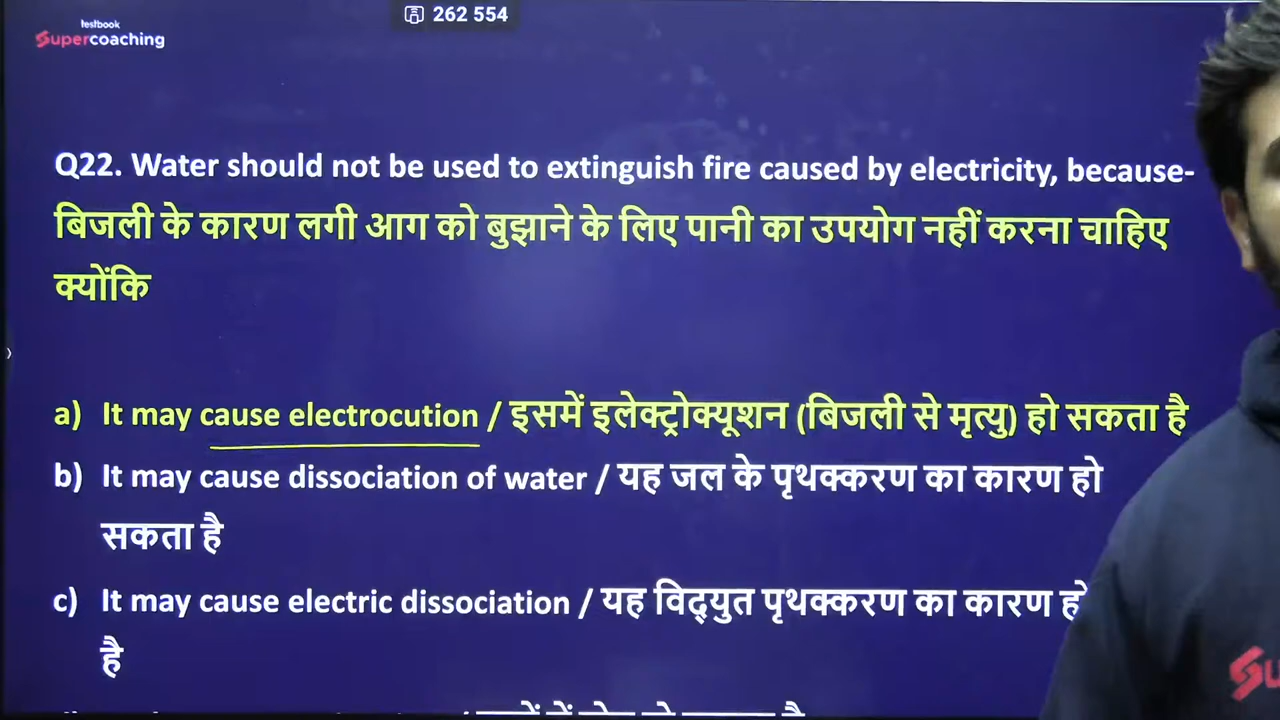 testbook
Supercoaching
262 554
Q22. Water should not be used to extinguish fire caused by electricity, because-
बिजली के कारण लगी आग को बुझाने के लिए पानी का उपयोग नहीं करना चाहिए
क्योंकि
a) It may cause electrocution / इसमें इलेक्ट्रोक्यूशन (बिजली से मृत्यु) हो सकता है
b) It may cause dissociation of water / यह जल के पृथक्करण का कारण हो
सकता है
c) It may cause electric dissociation / यह विद्युत पृथक्करण का कारण हो
है
Su